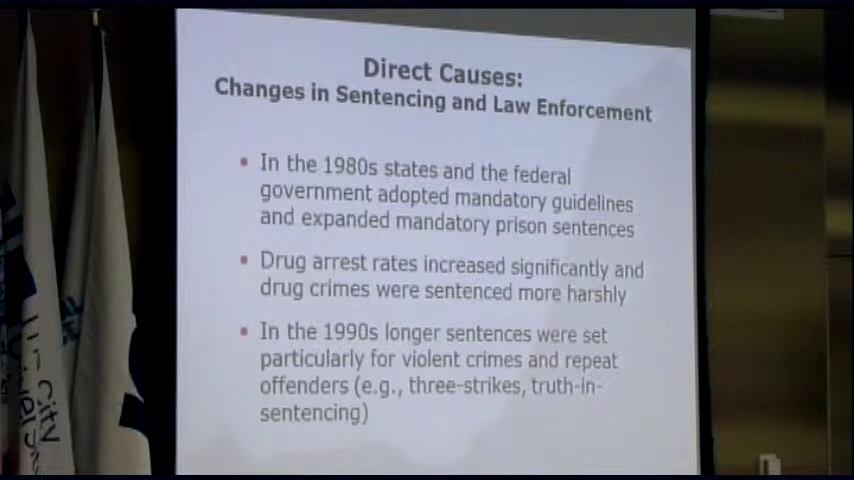 Direct Causes:
Changes in Sentencing and Law Enforcement
• In the 1980s states and the federal
government adopted mandatory guidelines
and expanded mandatory prison sentences
• Drug arrest rates increased significantly and
drug crimes were sentenced more harshly
• In the 1990s longer sentences were set
particularly for violent crimes and repeat
offenders (e.g., three-strikes, truth-in-
sentencing)
City